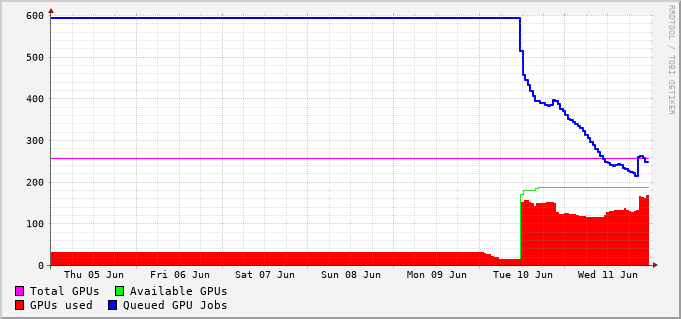 RRDTOOL / TOBI OETIKER
600
500
400
300
200
100
0
Thu 05 Jun Fri 06 Jun Sat 07 Jun Sun 08 Jun Mon 09 Jun Tue 10 Jun Wed 11 Jun
Total GPUs Available GPUs
GPUs used Queued GPU Jobs